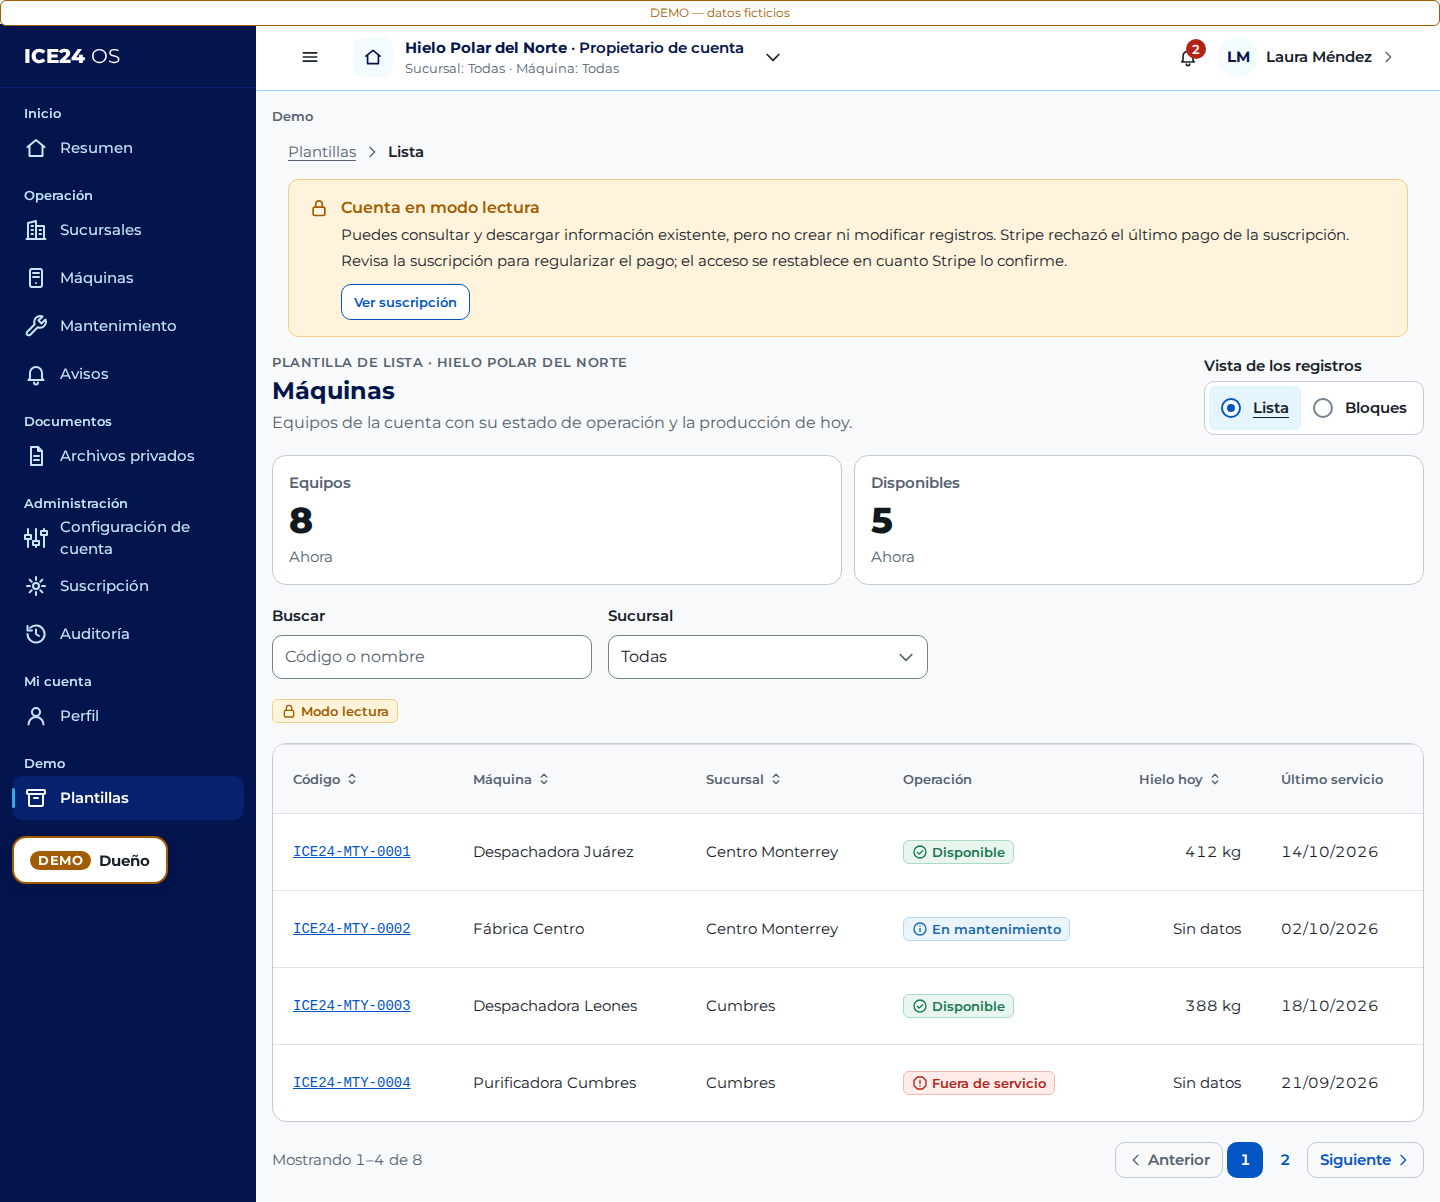 DEMO — datos ficticios
ICE24 OS
Inicio
Resumen
Operación
Sucursales
Máquinas
Mantenimiento
Avisos
Documentos
Archivos privados
Administración
Configuración de
cuenta
Suscripción
Auditoría
Mi cuenta
Perfil
Demo
Plantillas
DEMO Dueño
Hielo Polar del Norte · Propietario de cuenta
Sucursal: Todas · Máquina: Todas
2
LM Laura Méndez
Demo
Plantillas Lista
Cuenta en modo lectura
Puedes consultar y descargar información existente, pero no crear ni modificar registros. Stripe rechazó el último pago de la suscripción.
Revisa la suscripción para regularizar el pago; el acceso se restablece en cuanto Stripe lo confirme.
Ver suscripción
PLANTILLA DE LISTA · HIELO POLAR DEL NORTE
Máquinas
Equipos de la cuenta con su estado de operación y la producción de hoy.
Vista de los registros
Lista Bloques
Equipos
8
Ahora
Disponibles
5
Ahora
Buscar
Código o nombre
Sucursal
Todas
Modo lectura
Código Máquina Sucursal Operación Hielo hoy Último servicio
ICE24-MTY-0001 Despachadora Juárez Centro Monterrey Disponible 412 kg 14/10/2026
ICE24-MTY-0002 Fábrica Centro Centro Monterrey En mantenimiento Sin datos 02/10/2026
ICE24-MTY-0003 Despachadora Leones Cumbres Disponible 388 kg 18/10/2026
ICE24-MTY-0004 Purificadora Cumbres Cumbres Fuera de servicio Sin datos 21/09/2026
Mostrando 1–4 de 8
Anterior 1 2 Siguiente